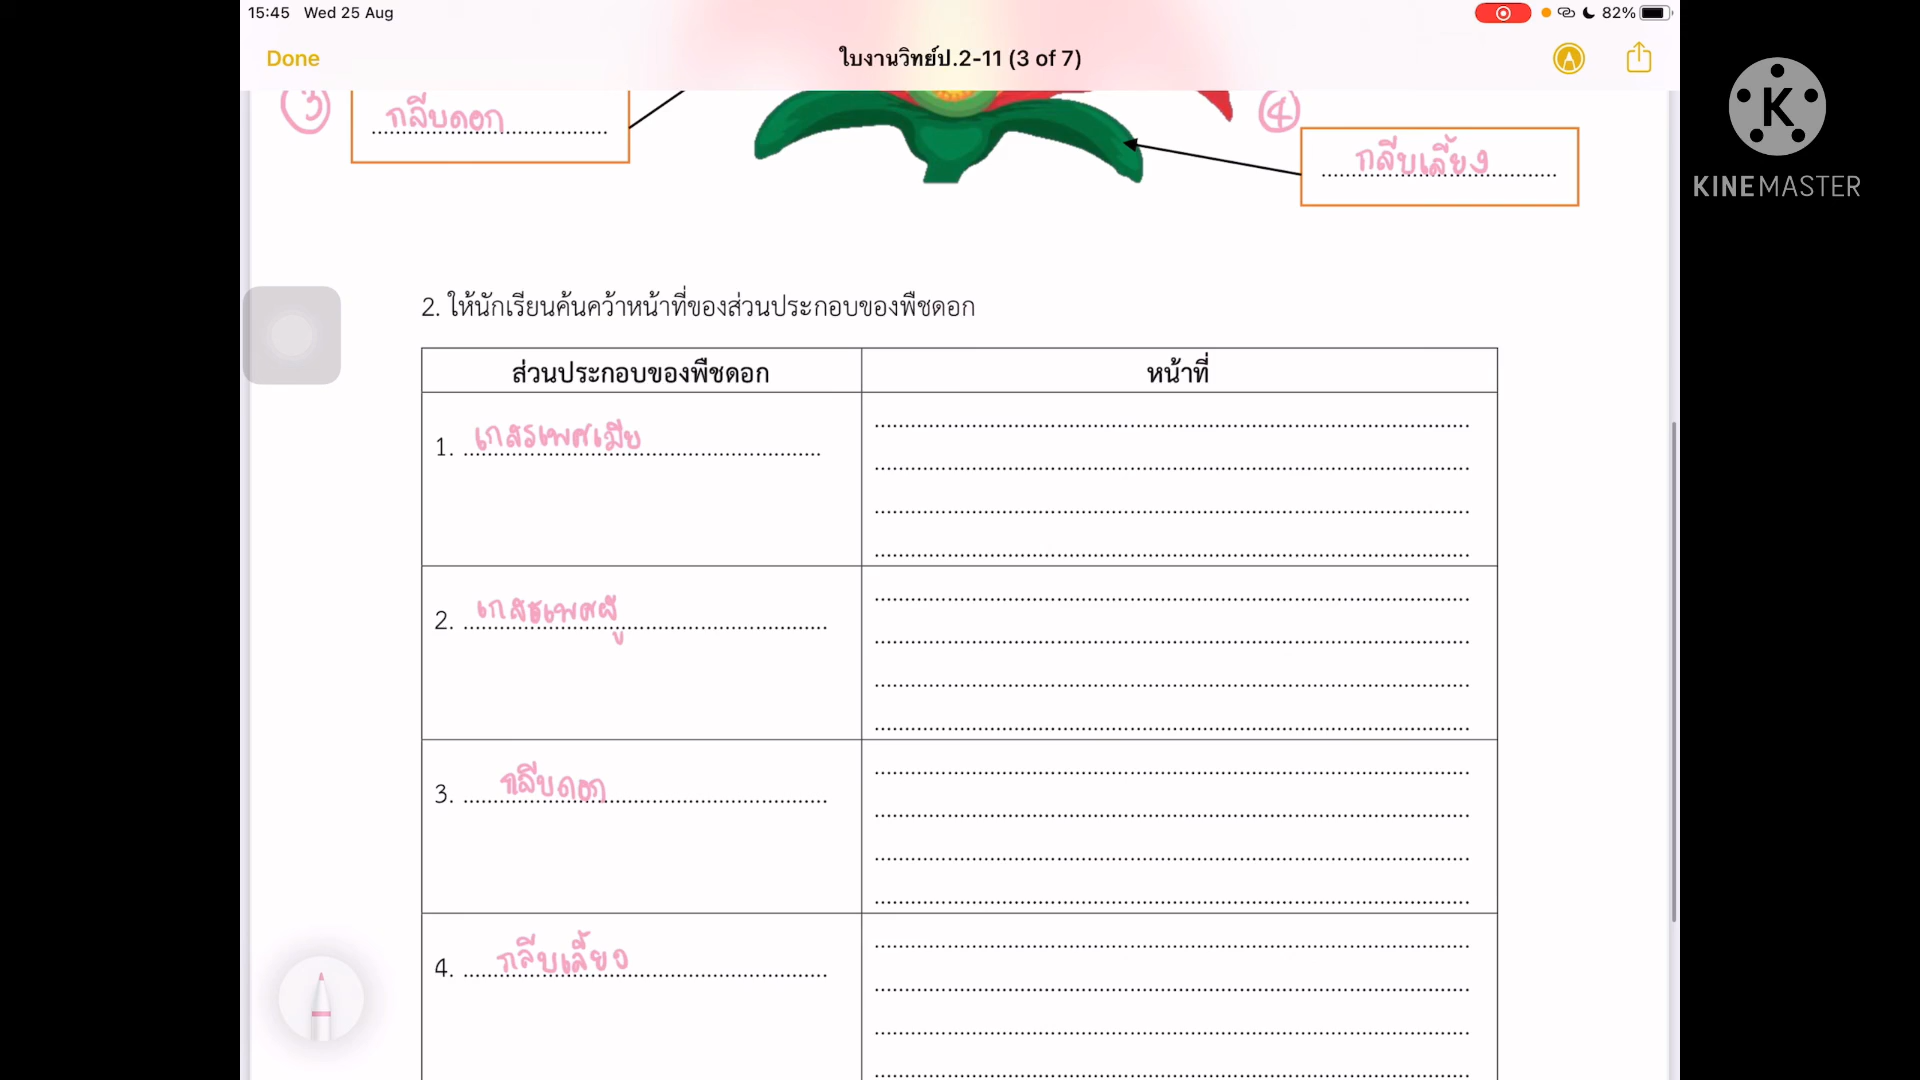 15:45 Wed 25 Aug
82%
Done
ใบงานวิทย์ป.2-11 (3 of 7)
K
KINEMASTER
3
กลีบดอก
4
กลีบเลี้ยง
2. ให้นักเรียนค้นคว้าหน้าที่ของส่วนประกอบของพืชดอก
ส่วนประกอบของพืชดอก
หน้าที่
1. เกสรเพศเมีย
2. เกสรเพศผู้
3. กลีบดอก
4. กลีบเลี้ยง